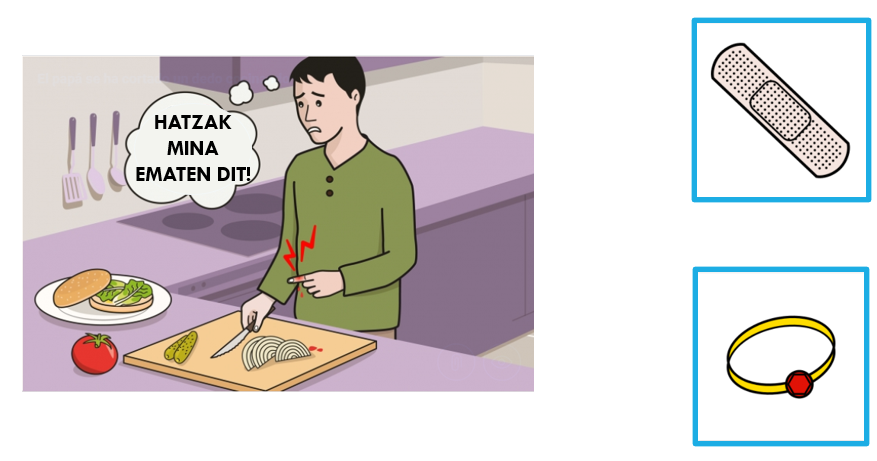 HATZAK
MINA
EMATEN DIT!